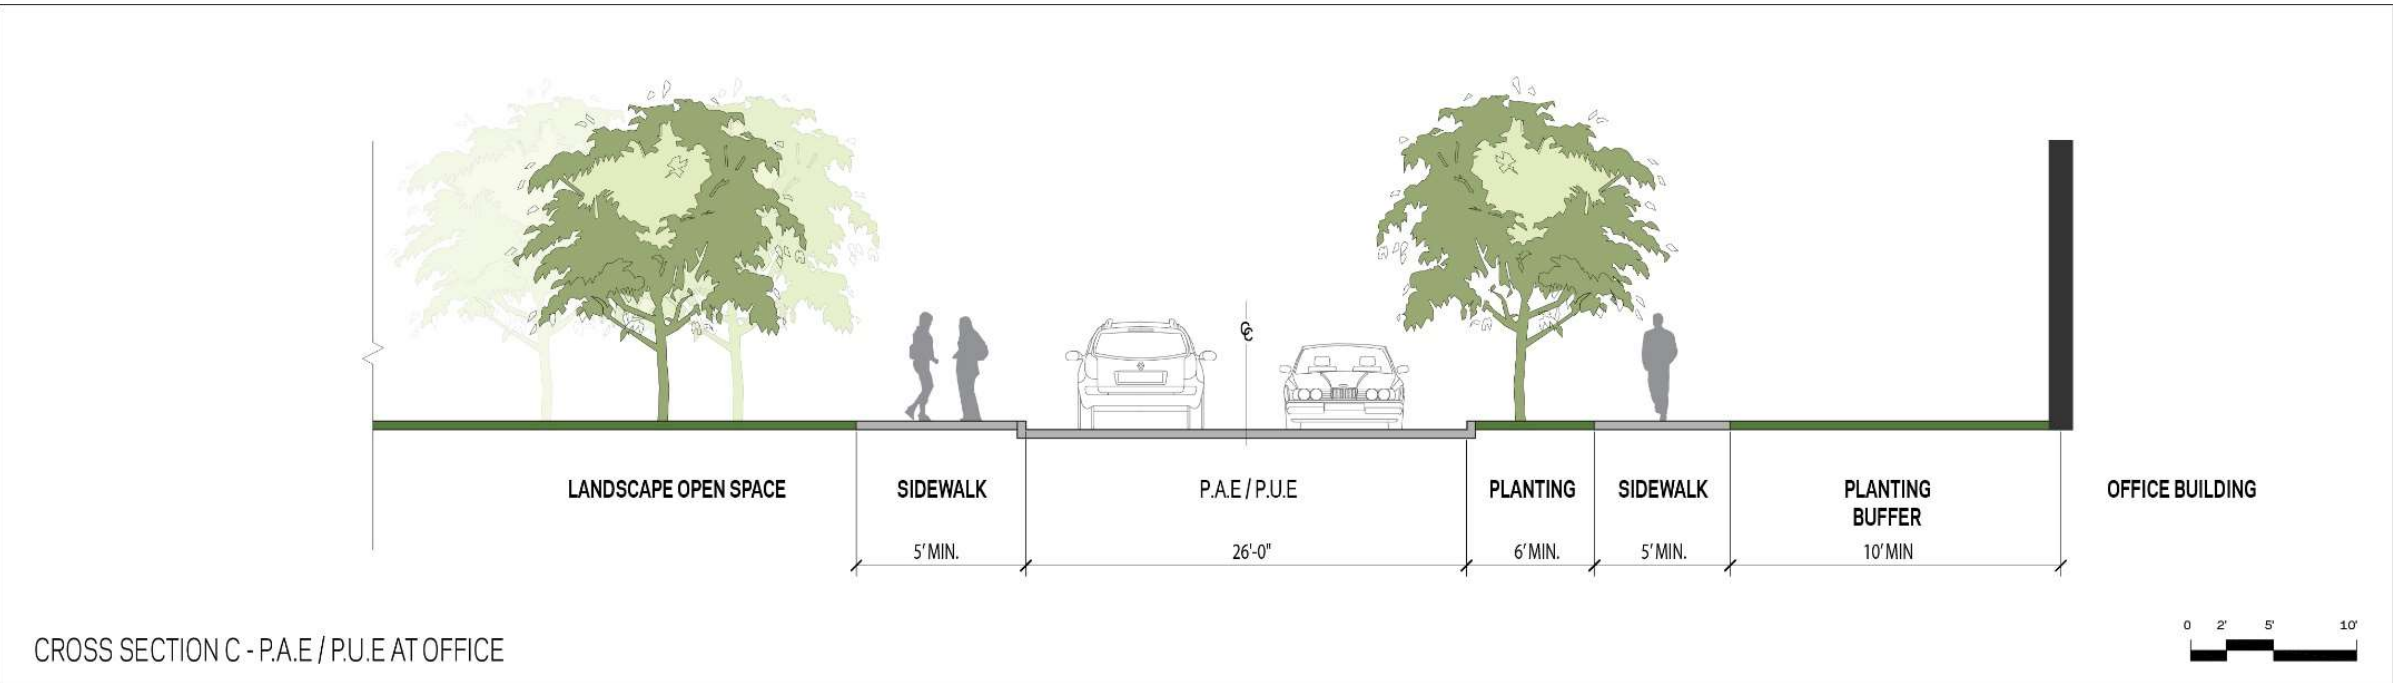 ℄
LANDSCAPE OPEN SPACE
SIDEWALK
P.A.E / P.U.E
PLANTING
SIDEWALK
PLANTING
BUFFER
OFFICE BUILDING
5' MIN.
26'-0"
6' MIN.
5' MIN.
10' MIN
CROSS SECTION C - P.A.E / P.U.E AT OFFICE
0 2' 5' 10'